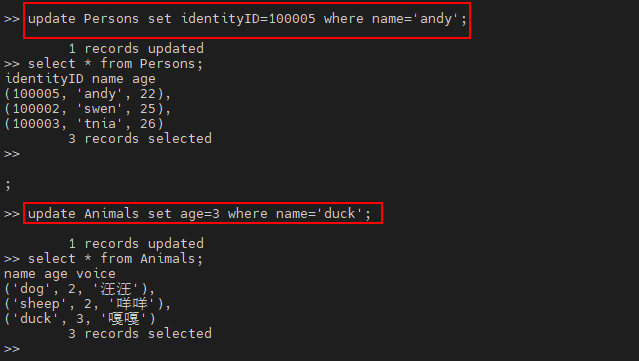 >> update Persons set identityID=100005 where name='andy';
1 records updated
>> select * from Persons;
identityID name age
(100005, 'andy', 22),
(100002, 'swen', 25),
(100003, 'tnia', 26)
3 records selected
>>
;
>> update Animals set age=3 where name='duck';
1 records updated
>> select * from Animals;
name age voice
('dog', 2, '汪汪'),
('sheep', 2, '咩咩'),
('duck', 3, '嘎嘎')
3 records selected
>>